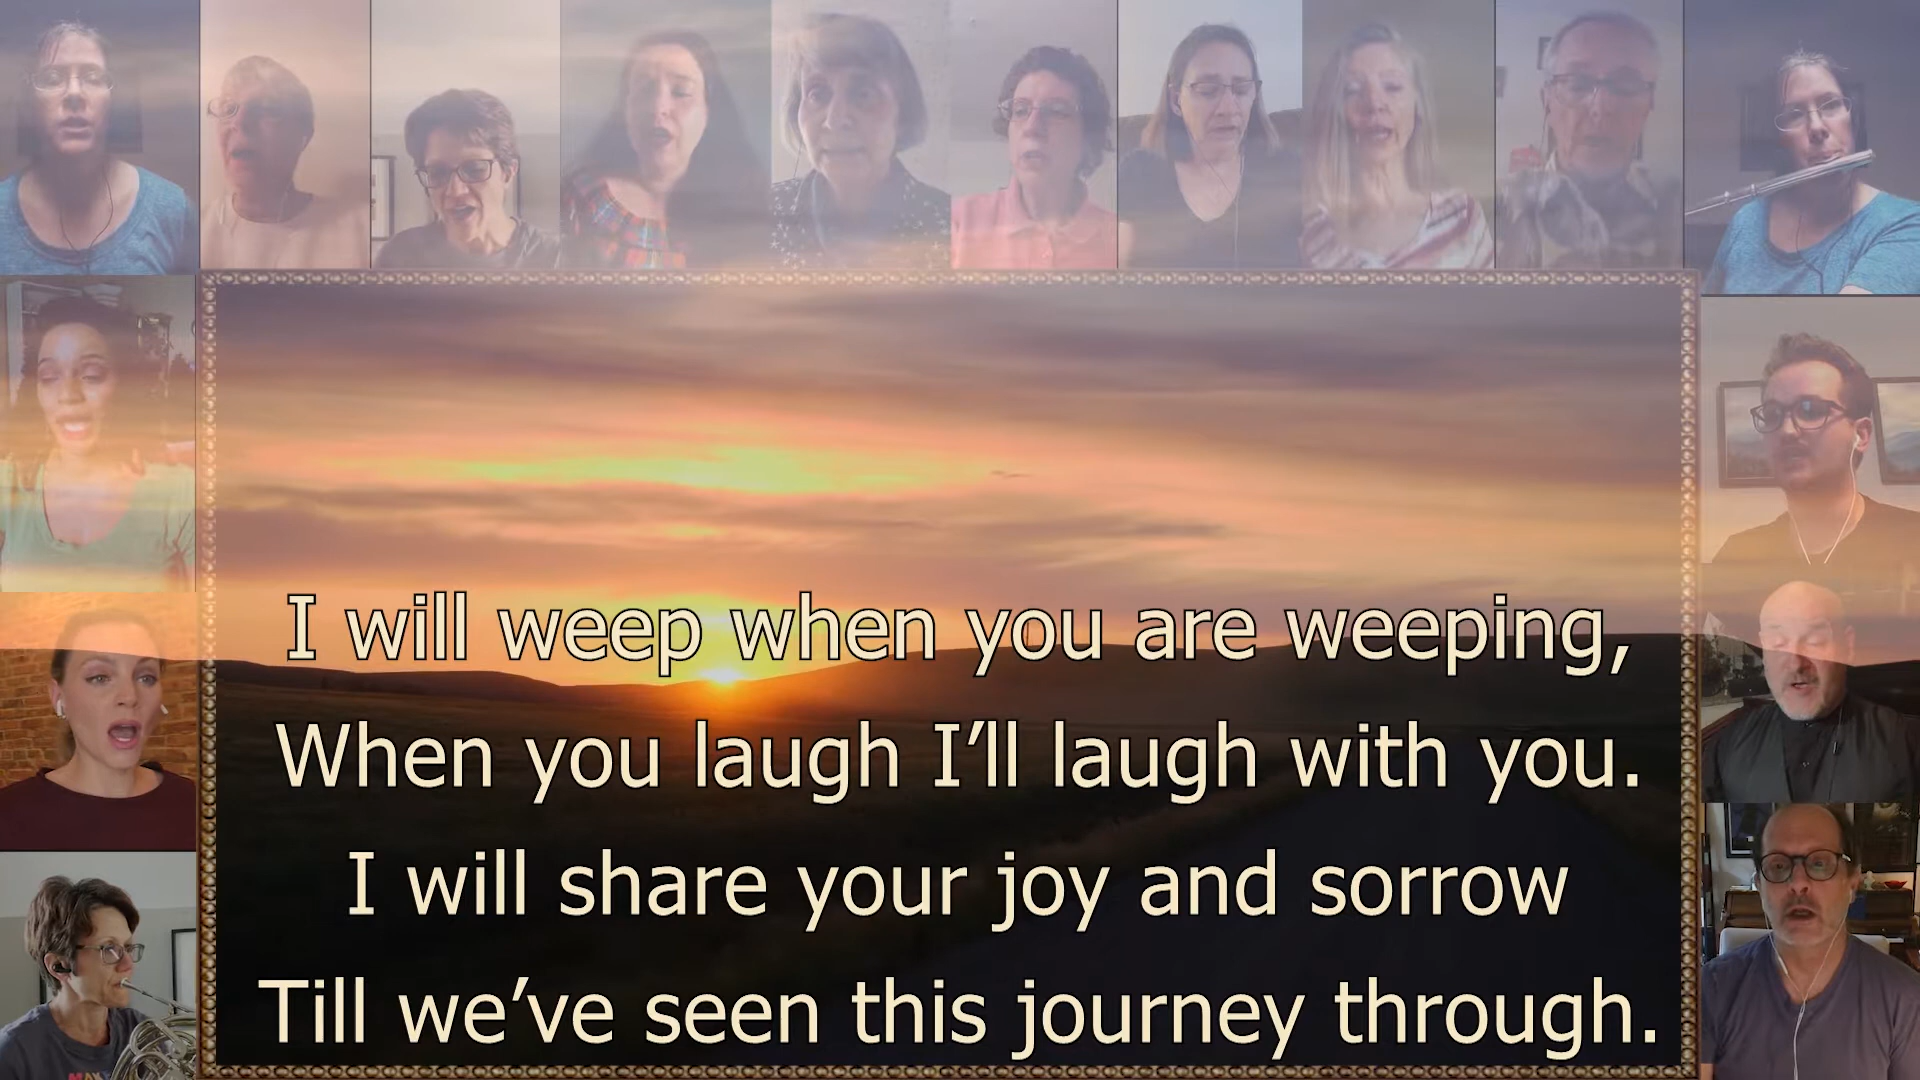 I will weep when you are weeping,
When you laugh I’ll laugh with you.
I will share your joy and sorrow
Till we’ve seen this journey through.